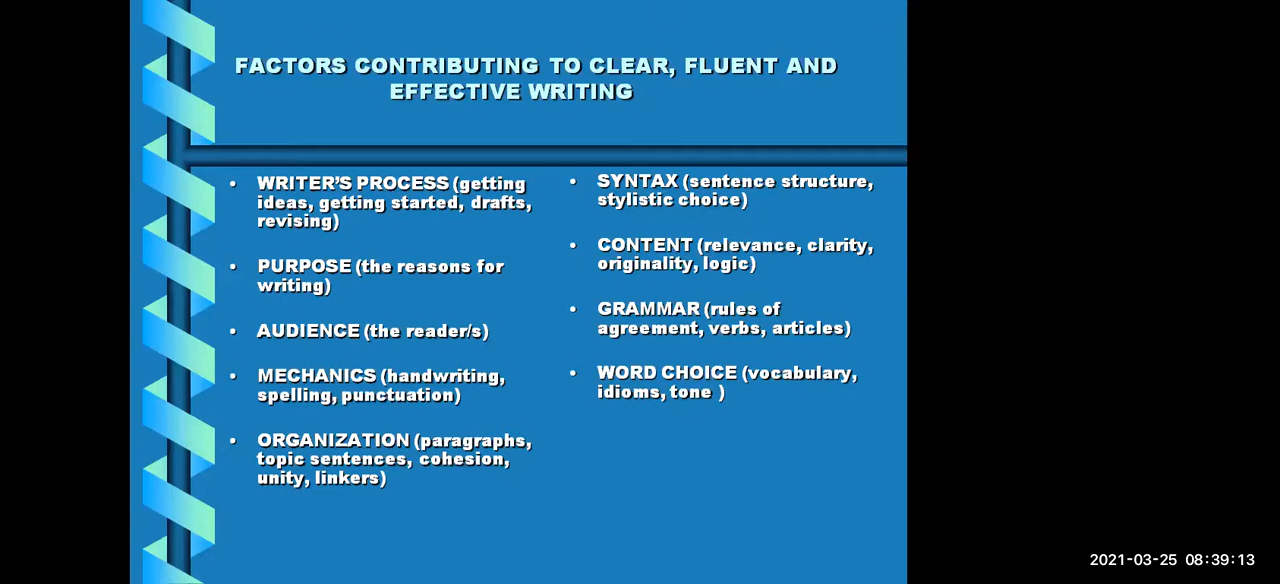 FACTORS CONTRIBUTING TO CLEAR, FLUENT AND
EFFECTIVE WRITING
• WRITER'S PROCESS (getting
ideas, getting started, drafts,
revising)
• PURPOSE (the reasons for
writing)
• AUDIENCE (the reader/s)
• MECHANICS (handwriting,
spelling, punctuation)
• ORGANIZATION (paragraphs,
topic sentences, cohesion,
unity, linkers)
• SYNTAX (sentence structure,
stylistic choice)
• CONTENT (relevance, clarity,
originality, logic)
• GRAMMAR (rules of
agreement, verbs, articles)
• WORD CHOICE (vocabulary,
idioms, tone )
2021-03-25 08:39:13